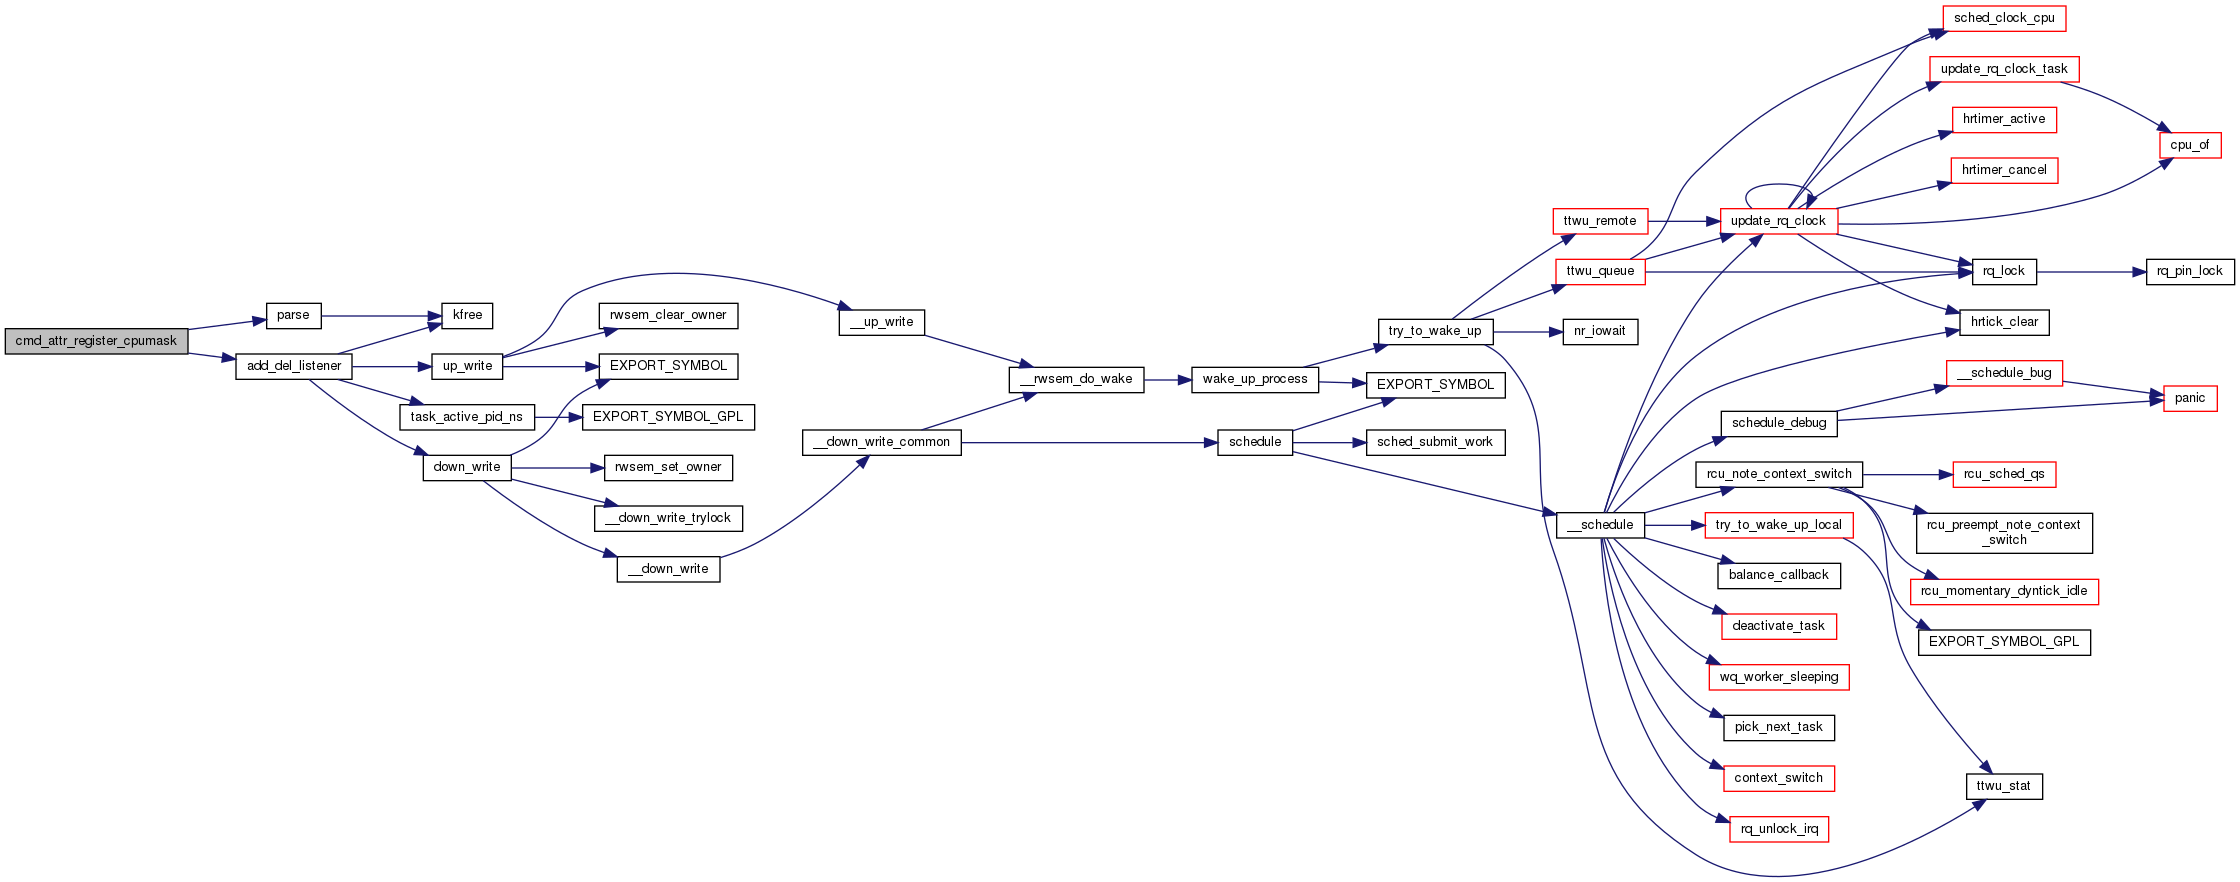 cmd_attr_register_cpumask
parse
add_del_listener
kfree
up_write
task_active_pid_ns
down_write
rwsem_clear_owner
EXPORT_SYMBOL
EXPORT_SYMBOL_GPL
rwsem_set_owner
__down_write_trylock
__down_write
__up_write
__down_write_common
__rwsem_do_wake
wake_up_process
schedule
try_to_wake_up
EXPORT_SYMBOL
sched_submit_work
ttwu_remote
ttwu_queue
nr_iowait
__schedule
update_rq_clock
schedule_debug
rcu_note_context_switch
try_to_wake_up_local
balance_callback
deactivate_task
wq_worker_sleeping
pick_next_task
context_switch
rq_unlock_irq
sched_clock_cpu
update_rq_clock_task
hrtimer_active
hrtimer_cancel
rq_lock
hrtick_clear
__schedule_bug
rcu_sched_qs
rcu_preempt_note_context
_switch
rcu_momentary_dyntick_idle
EXPORT_SYMBOL_GPL
ttwu_stat
cpu_of
rq_pin_lock
panic